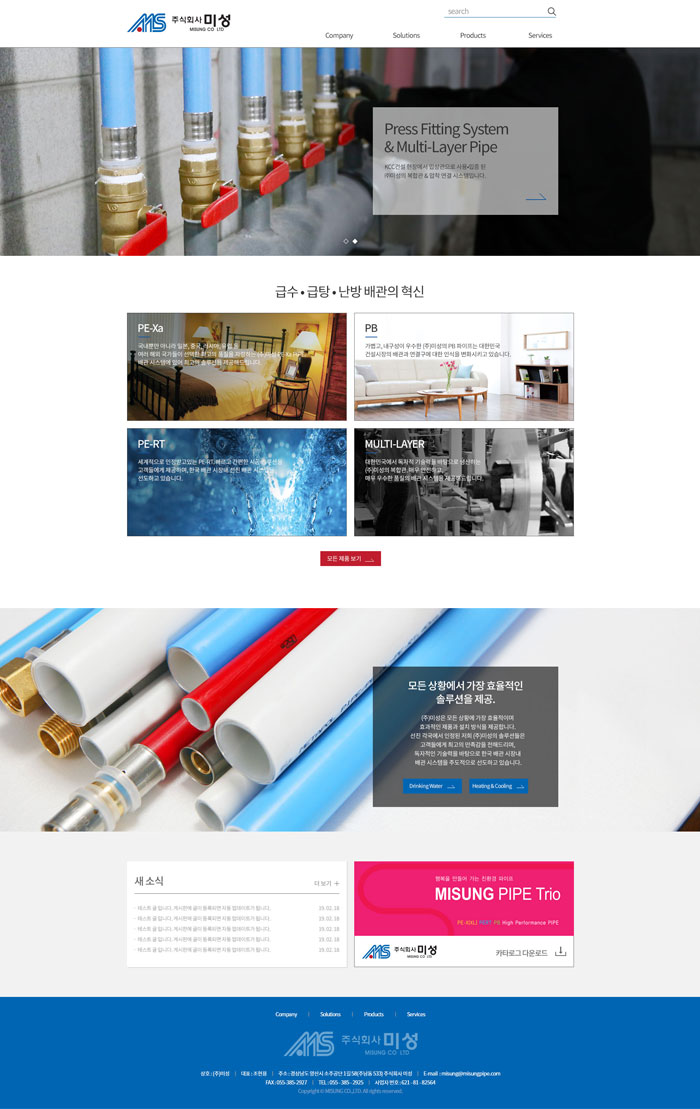 AMS 주식회사 미성
MISUNG CO LTD
search
Company Solutions Products Services
Press Fitting System
& Multi-Layer Pipe
KCC건설 현장에서 입상관으로 사용•입증 된
㈜미성의 복합관 & 압착 연결 시스템입니다.
급수 • 급탕 • 난방 배관의 혁신
PE-Xa
국내뿐만 아니라 일본, 중국, 러시아, 유럽 등
여러 해외 국가들이 선택한 최고의 품질을 자랑하는 (주)미성 PE-Xa 파이프
배관 시스템에 있어 최고의 솔루션을 제공해드립니다.
PB
가볍고, 내구성이 우수한 (주)미성의 PB 파이프는 대한민국
건설시장의 배관과 연결구에 대한 인식을 변화시키고 있습니다.
PE-RT
세계적으로 인정받고있는 PE-RT. 빠르고 간편한 시공 솔루션을
고객들에게 제공하며, 한국 배관 시장에 선진 배관 시스템을
선도하고 있습니다.
MULTI-LAYER
대한민국에서 독자적 기술력을 바탕으로 생산하는
(주)미성의 복합관. 매우 안전하고,
매우 우수한 품질의 배관 시스템을 제공해드립니다.
모든 제품 보기
모든 상황에서 가장 효율적인
솔루션을 제공.
(주)미성은 모든 상황에 가장 효율적이며
효과적인 제품과 설치 방식을 제공합니다.
선진 각국에서 인정된 저희 (주)미성의 솔루션들은
고객들에게 최고의 만족감을 전해드리며,
독자적인 기술력을 바탕으로 한국 배관 시장내
배관 시스템을 주도적으로 선도하고 있습니다.
Drinking Water Heating & Cooling
새 소식 더 보기 +
· 테스트 글 입니다. 게시판에 글이 등록되면 자동 업데이트가 됩니다. 19. 02. 18
· 테스트 글 입니다. 게시판에 글이 등록되면 자동 업데이트가 됩니다. 19. 02. 18
· 테스트 글 입니다. 게시판에 글이 등록되면 자동 업데이트가 됩니다. 19. 02. 18
· 테스트 글 입니다. 게시판에 글이 등록되면 자동 업데이트가 됩니다. 19. 02. 18
· 테스트 글 입니다. 게시판에 글이 등록되면 자동 업데이트가 됩니다. 19. 02. 18
행복을 만들어 가는 친환경 파이프
MISUNG PIPE Trio
PE-X(XL) PERT PB High Performance PIPE
AMS 주식회사 미성
MISUNG CO LTD
카타로그 다운로드
Company | Solutions | Products | Services
AMS 주식회사 미성
MISUNG CO LTD
상호 : (주)미성 | 대표 : 조현철 | 주소 : 경상남도 양산시 소주공단 1길 58(주남동 533) 주식회사 미성 | E-mail : misung@misungpipe.com
FAX : 055-385-2927 | TEL : 055 - 385 - 2925 | 사업자 번호 : 621 - 81 - 82564
Copyright © MISUNG CO.,LTD. All rights reserved.